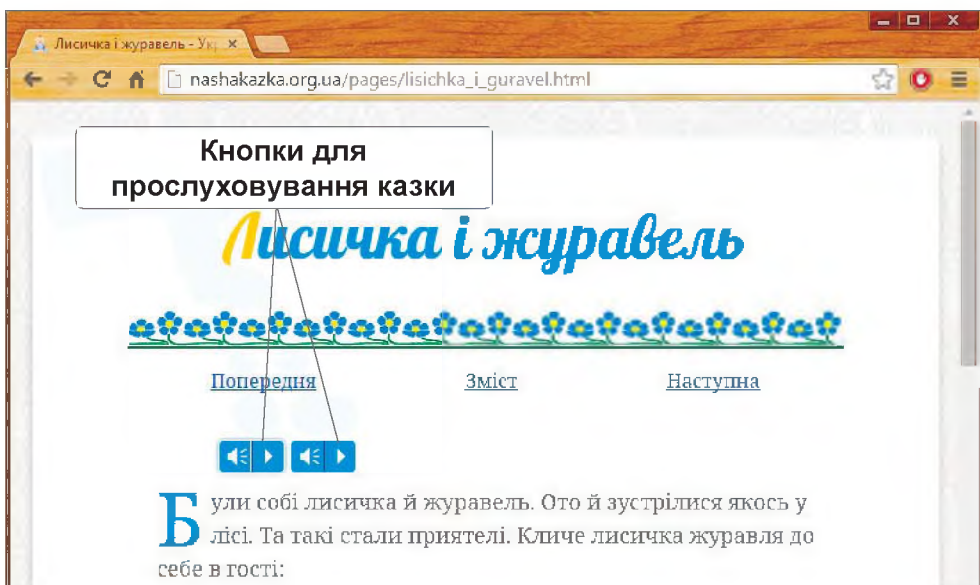 Лисичка і журавель - Ук
nashakazka.org.ua/pages/lisichka_i_guravel.html
Кнопки для
прослуховування казки
Лисичка і журавель
Попередня Зміст Наступна
Були собі лисичка й журавель. Ото й зустрілися якось у
лісі. Та такі стали приятелі. Кличе лисичка журавля до
себе в гості: